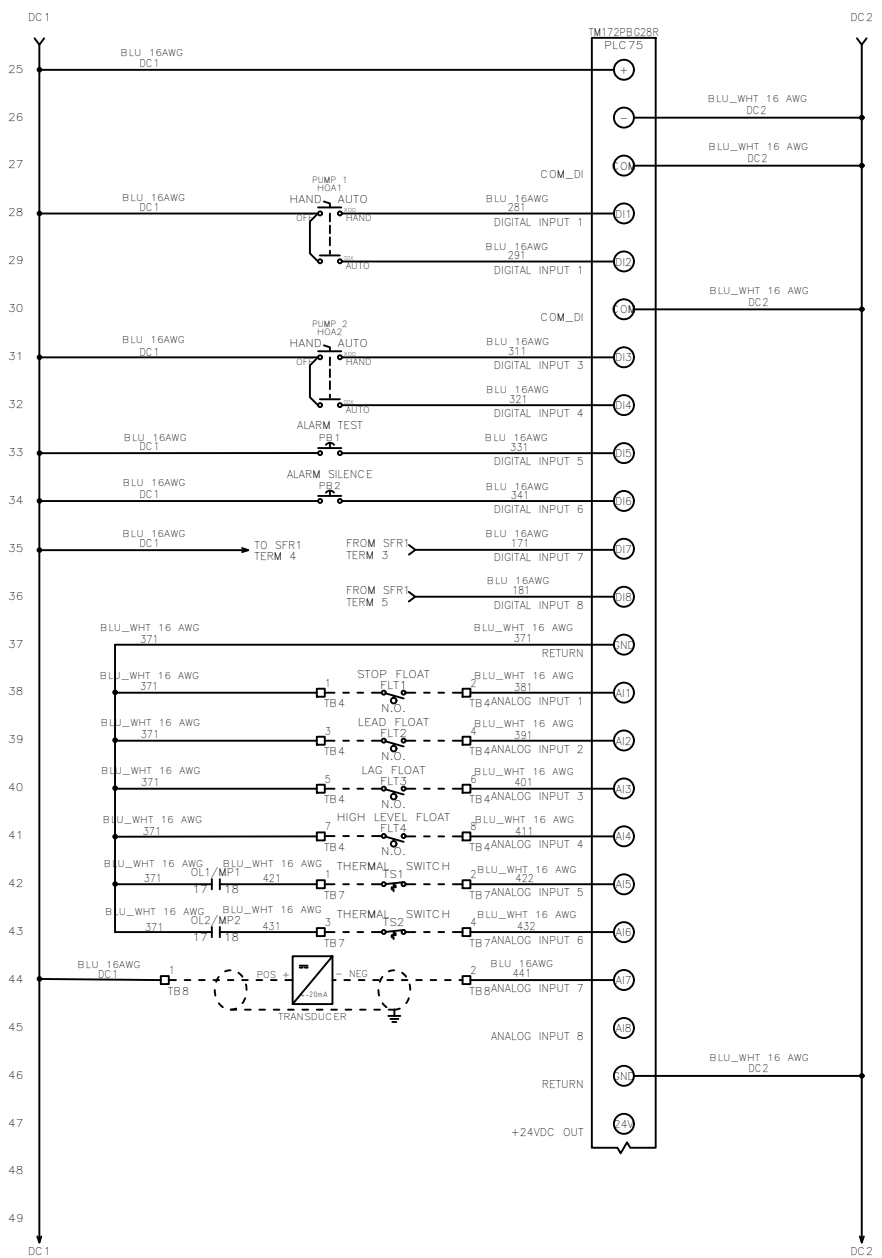 DC1
DC2
TM172PBG28R
PLC75
25
BLU 16AWG
DC1
+
26
-
BLU_WHT 16 AWG
DC2
27
COM_DI
COM
BLU_WHT 16 AWG
DC2
PUMP 1
HOA1
HAND AUTO
28
BLU 16AWG
DC1
OFF
XOO
HAND
BLU 16AWG
281
DIGITAL INPUT 1
DI1
29
OOX
AUTO
BLU 16AWG
291
DIGITAL INPUT 1
DI2
30
COM_DI
COM
BLU_WHT 16 AWG
DC2
PUMP 2
HOA2
HAND AUTO
31
BLU 16AWG
DC1
OFF
XOO
HAND
BLU 16AWG
311
DIGITAL INPUT 3
DI3
32
OOX
AUTO
BLU 16AWG
321
DIGITAL INPUT 4
DI4
33
BLU 16AWG
DC1
ALARM TEST
PB1
BLU 16AWG
331
DIGITAL INPUT 5
DI5
34
BLU 16AWG
DC1
ALARM SILENCE
PB2
BLU 16AWG
341
DIGITAL INPUT 6
DI6
35
BLU 16AWG
DC1
TO SFR1
TERM 4
FROM SFR1
TERM 3
BLU 16AWG
171
DIGITAL INPUT 7
DI7
36
FROM SFR1
TERM 5
BLU 16AWG
181
DIGITAL INPUT 8
DI8
37
BLU_WHT 16 AWG
371
BLU_WHT 16 AWG
371
RETURN
GND
38
BLU_WHT 16 AWG
371
1
TB4
STOP FLOAT
FLT1
N.O.
2
TB4
BLU_WHT 16 AWG
381
ANALOG INPUT 1
AI1
39
BLU_WHT 16 AWG
371
3
TB4
LEAD FLOAT
FLT2
N.O.
4
TB4
BLU_WHT 16 AWG
391
ANALOG INPUT 2
AI2
40
BLU_WHT 16 AWG
371
5
TB4
LAG FLOAT
FLT3
N.O.
6
TB4
BLU_WHT 16 AWG
401
ANALOG INPUT 3
AI3
41
BLU_WHT 16 AWG
371
7
TB4
HIGH LEVEL FLOAT
FLT4
N.O.
8
TB4
BLU_WHT 16 AWG
411
ANALOG INPUT 4
AI4
42
BLU_WHT 16 AWG
371
OL1/MP1
17 18
BLU_WHT 16 AWG
421
1
TB7
THERMAL SWITCH
TS1
2
TB7
BLU_WHT 16 AWG
422
ANALOG INPUT 5
AI5
43
BLU_WHT 16 AWG
371
OL2/MP2
17 18
BLU_WHT 16 AWG
431
3
TB7
THERMAL SWITCH
TS2
4
TB7
BLU_WHT 16 AWG
432
ANALOG INPUT 6
AI6
44
BLU 16AWG
DC1
1
TB8
POS +
4-20mA
- NEG
TRANSDUCER
2
TB8
BLU 16AWG
441
ANALOG INPUT 7
AI7
45
ANALOG INPUT 8
AI8
46
RETURN
GND
BLU_WHT 16 AWG
DC2
47
+24VDC OUT
24V
48
49
DC1
DC2